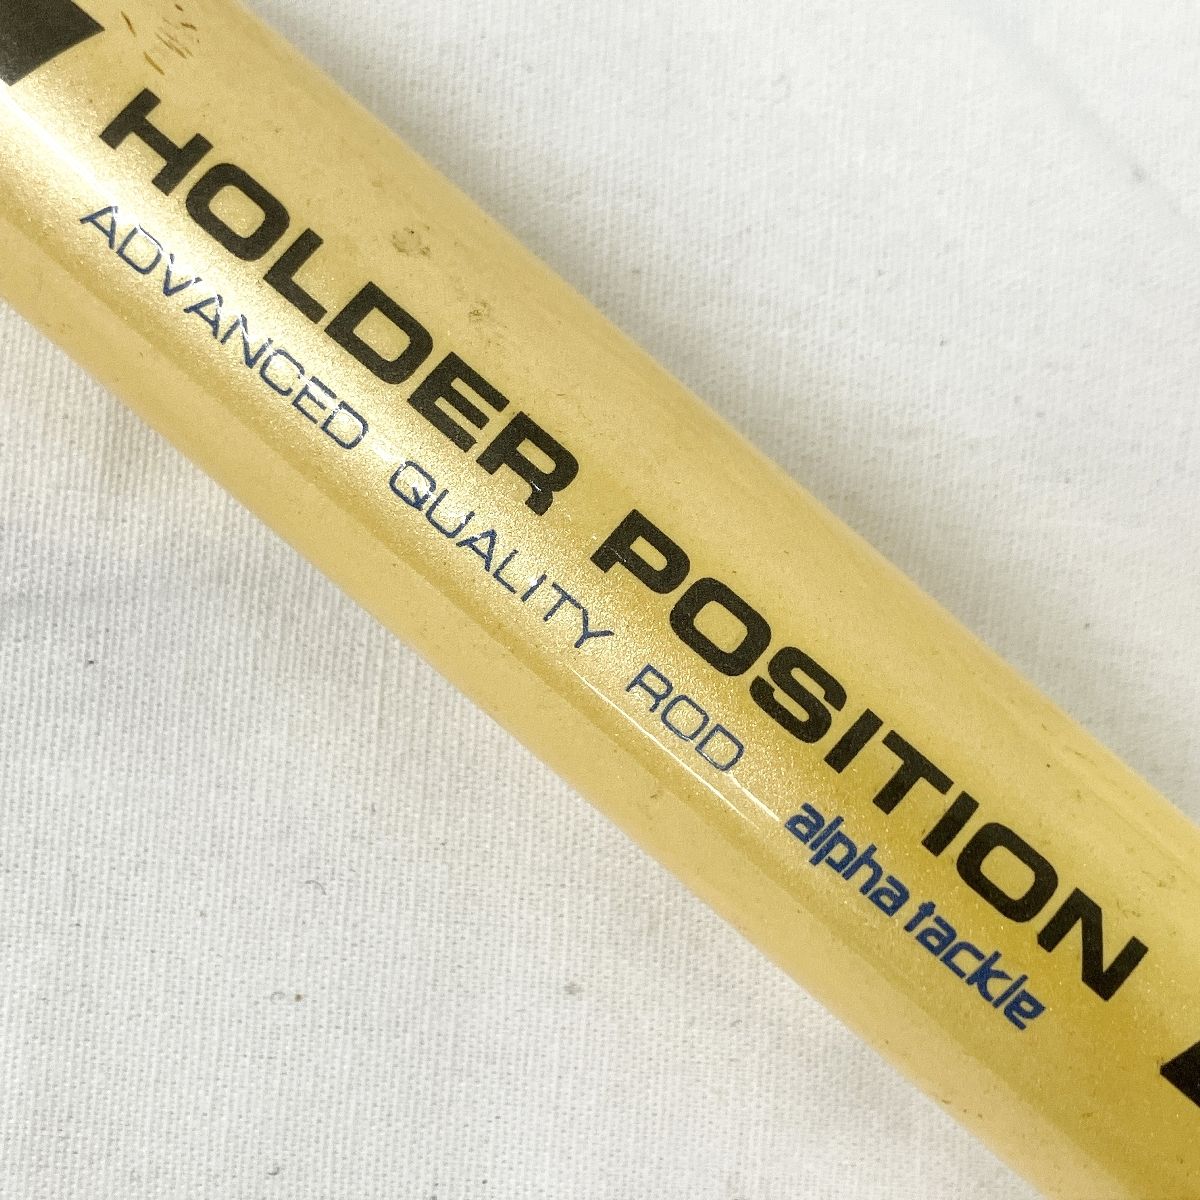 HOLDER POSITION
ADVANCED QUALITY ROD
alpha tackle